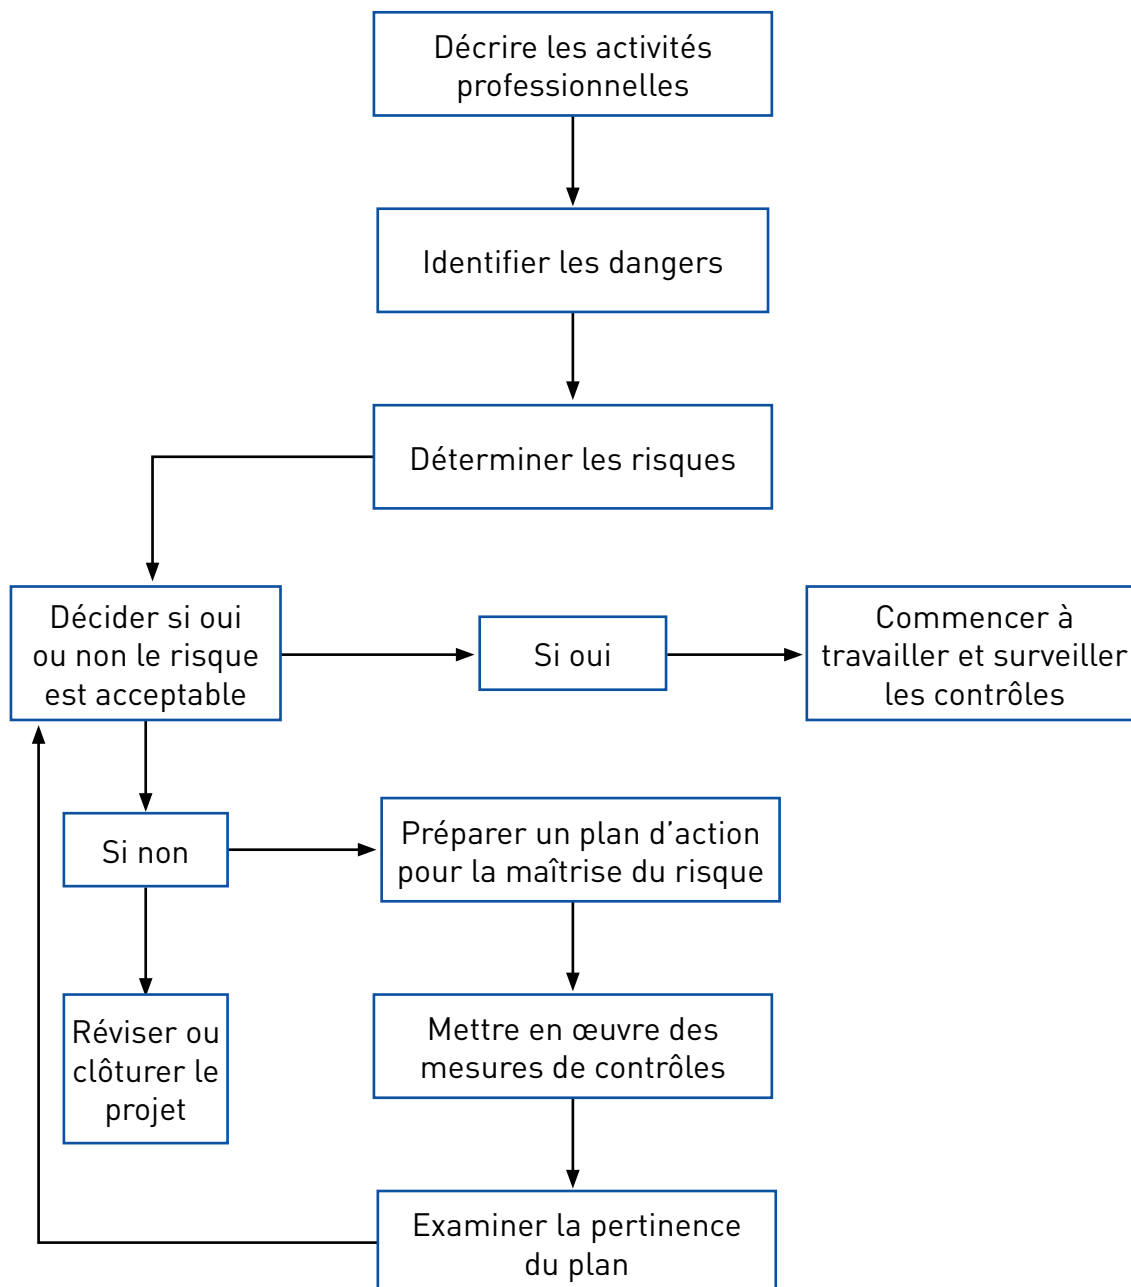 Décrire les activités
professionnelles
Identifier les dangers
Déterminer les risques
Décider si oui
ou non le risque
est acceptable
Si oui
Commencer à
travailler et surveiller
les contrôles
Si non
Préparer un plan d’action
pour la maîtrise du risque
Réviser ou
clôturer le
projet
Mettre en œuvre des
mesures de contrôles
Examiner la pertinence
du plan